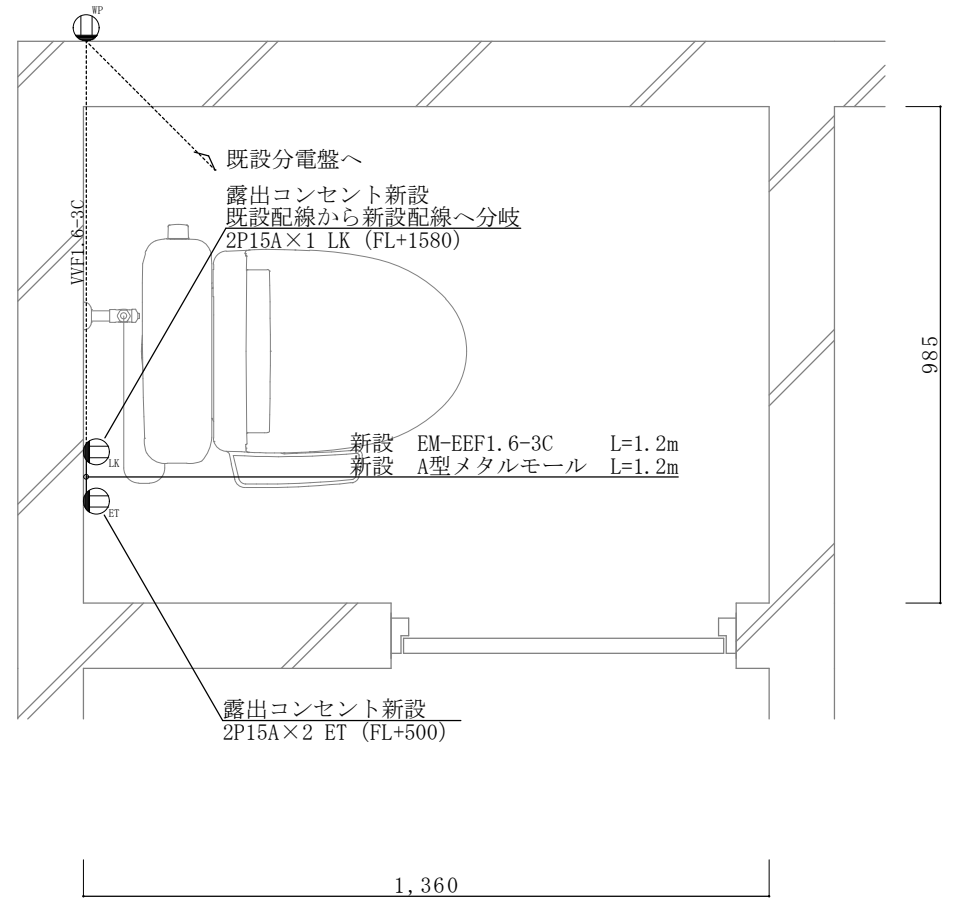 WP
既設分電盤へ
露出コンセント新設
既設配線から新設配線へ分岐
2P15A×1 LK (FL+1580)
VVF1.6-3C
985
新設 EM-EEF1.6-3C L=1.2m
新設 A型メタルモール L=1.2m
LK
ET
露出コンセント新設
2P15A×2 ET (FL+500)
1,360